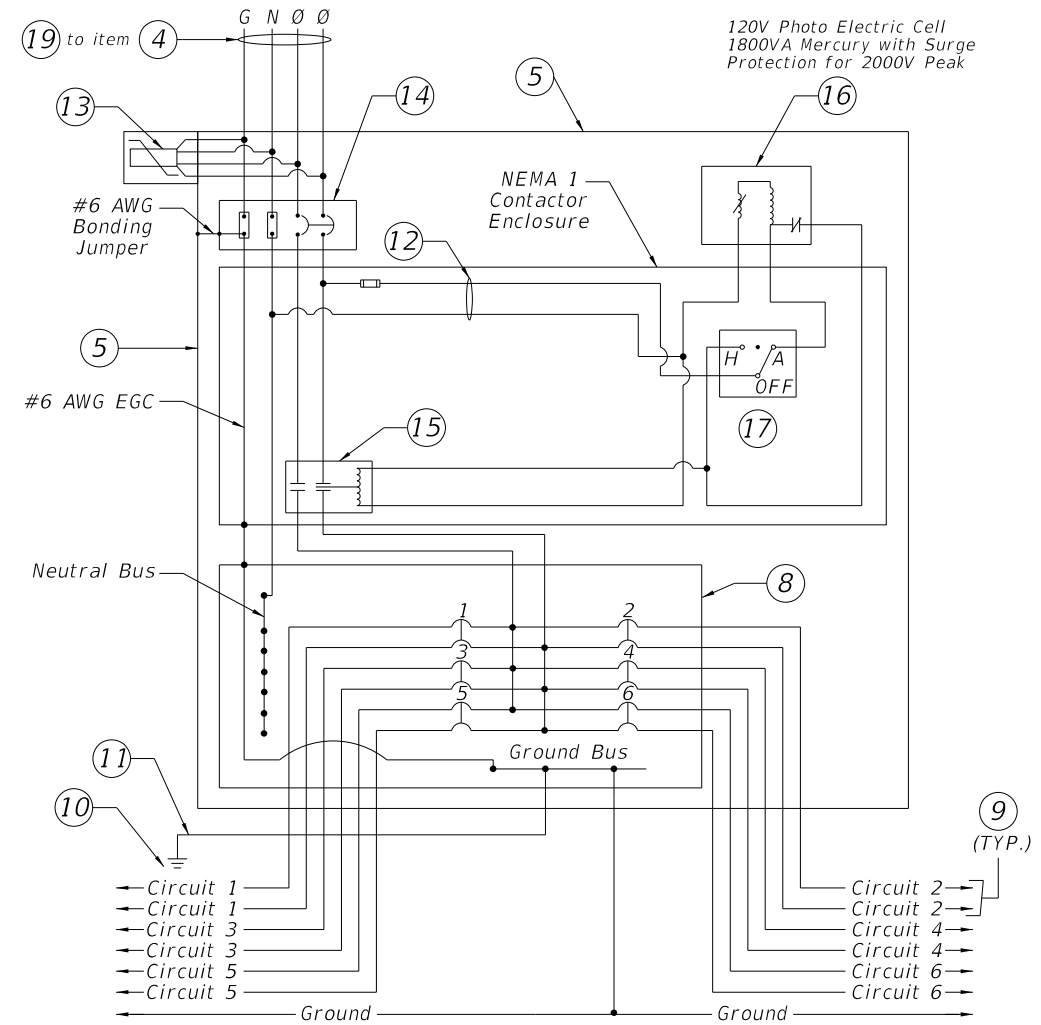 G N Ø Ø
19 to item 4
120V Photo Electric Cell
1800VA Mercury with Surge
Protection for 2000V Peak
5
13
14
16
NEMA 1
Contactor
Enclosure
#6 AWG
Bonding
Jumper
12
5
H A
OFF
#6 AWG EGC
15
17
Neutral Bus
8
1 2
3 4
5 6
Ground Bus
11
10
9
(TYP.)
Circuit 1 Circuit 2
Circuit 1 Circuit 2
Circuit 3 Circuit 4
Circuit 3 Circuit 4
Circuit 5 Circuit 6
Circuit 5 Circuit 6
Ground Ground